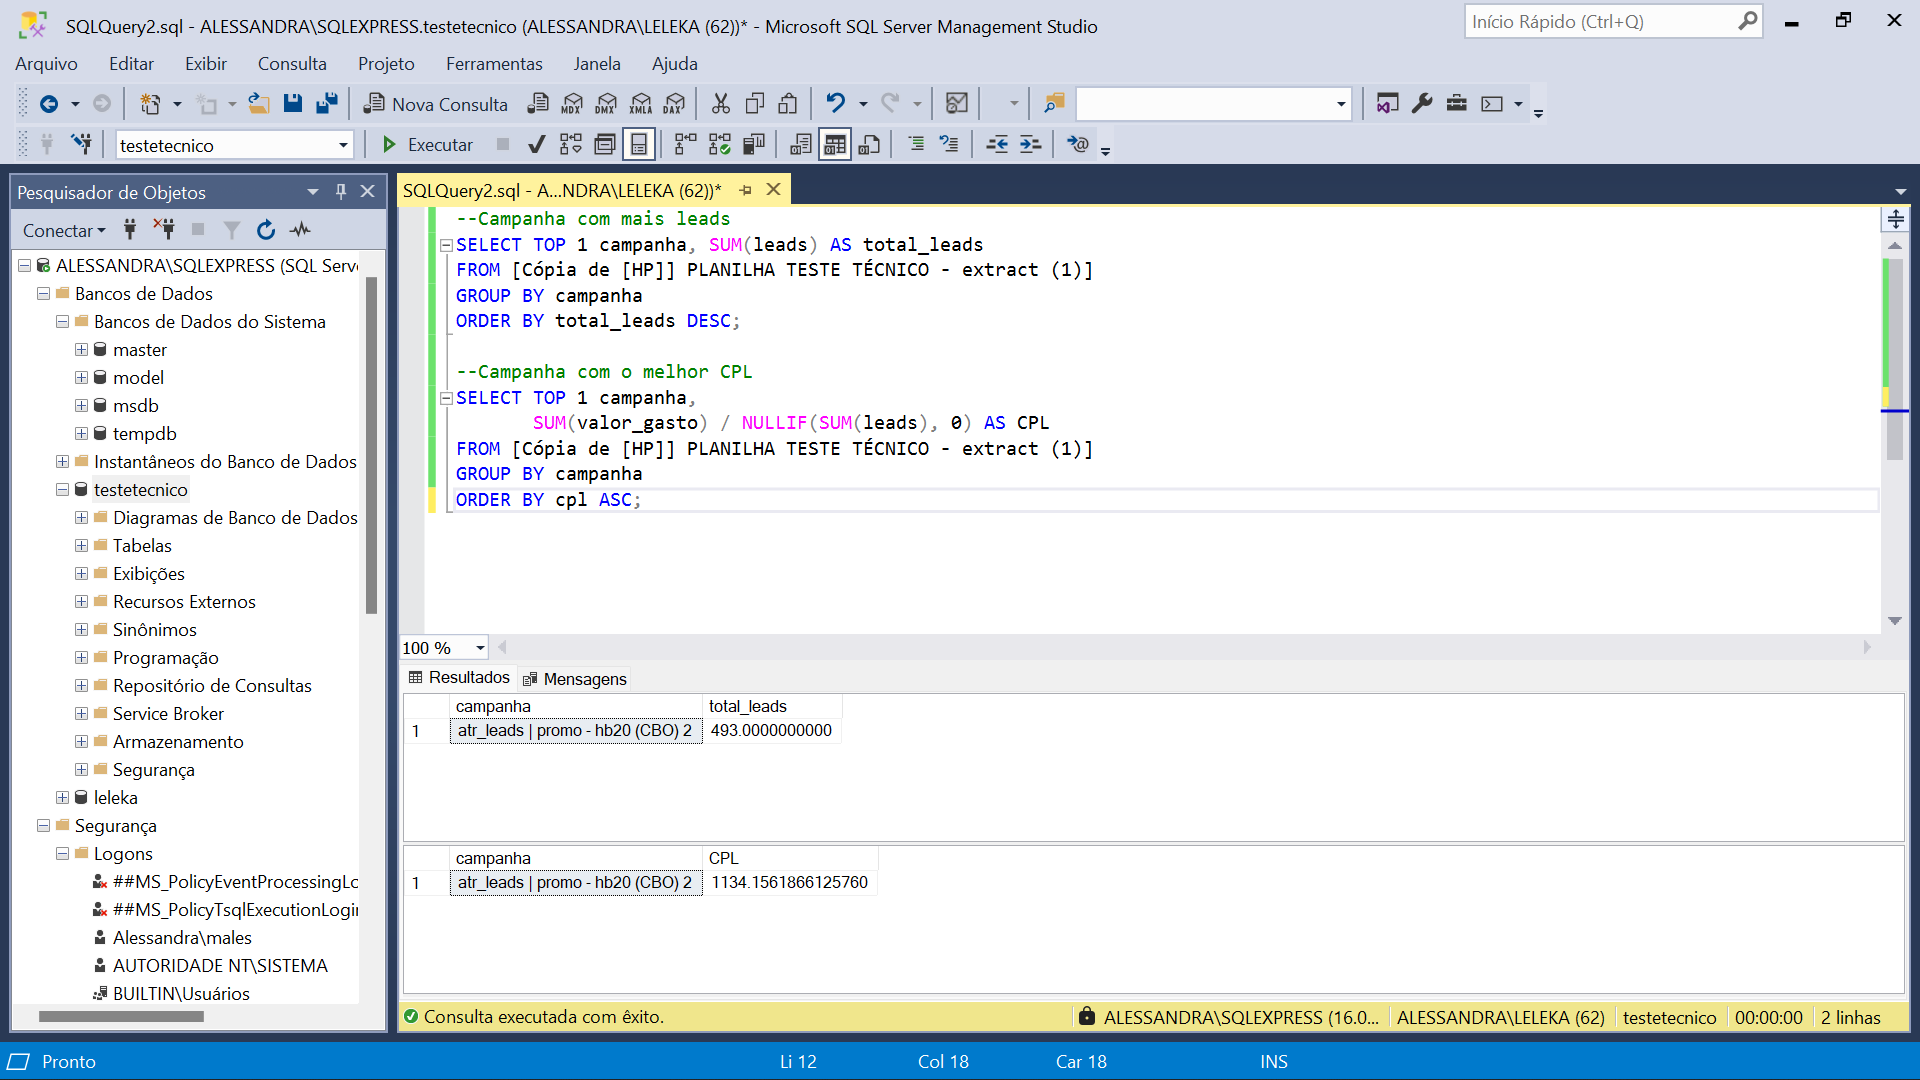 SQLQuery2.sql - ALESSANDRA\SQLEXPRESS.testetecnico (ALESSANDRA\LELEKA (62))* - Microsoft SQL Server Management Studio
Início Rápido (Ctrl+Q)
Arquivo Editar Exibir Consulta Projeto Ferramentas Janela Ajuda
Nova Consulta MDX DMX XMLA DAX
testetecnico Executar
Pesquisador de Objetos
Conectar
ALESSANDRA\SQLEXPRESS (SQL Serve
Bancos de Dados
Bancos de Dados do Sistema
master
model
msdb
tempdb
Instantâneos do Banco de Dados
testetecnico
Diagramas de Banco de Dados
Tabelas
Exibições
Recursos Externos
Sinônimos
Programação
Repositório de Consultas
Service Broker
Armazenamento
Segurança
leleka
Segurança
Logons
##MS_PolicyEventProcessingLo
##MS_PolicyTsqlExecutionLogin
Alessandra\males
AUTORIDADE NT\SISTEMA
BUILTIN\Usuários
SQLQuery2.sql - A...NDRA\LELEKA (62))*
--Campanha com mais leads
SELECT TOP 1 campanha, SUM(leads) AS total_leads
FROM [Cópia de [HP]] PLANILHA TESTE TÉCNICO - extract (1)]
GROUP BY campanha
ORDER BY total_leads DESC;
--Campanha com o melhor CPL
SELECT TOP 1 campanha,
SUM(valor_gasto) / NULLIF(SUM(leads), 0) AS CPL
FROM [Cópia de [HP]] PLANILHA TESTE TÉCNICO - extract (1)]
GROUP BY campanha
ORDER BY cpl ASC;
100 %
Resultados Mensagens
campanha total_leads
1 atr_leads | promo - hb20 (CBO) 2 493.0000000000
campanha CPL
1 atr_leads | promo - hb20 (CBO) 2 1134.1561866125760
Consulta executada com êxito. ALESSANDRA\SQLEXPRESS (16.0... ALESSANDRA\LELEKA (62) testetecnico 00:00:00 2 linhas
Pronto Li 12 Col 18 Car 18 INS